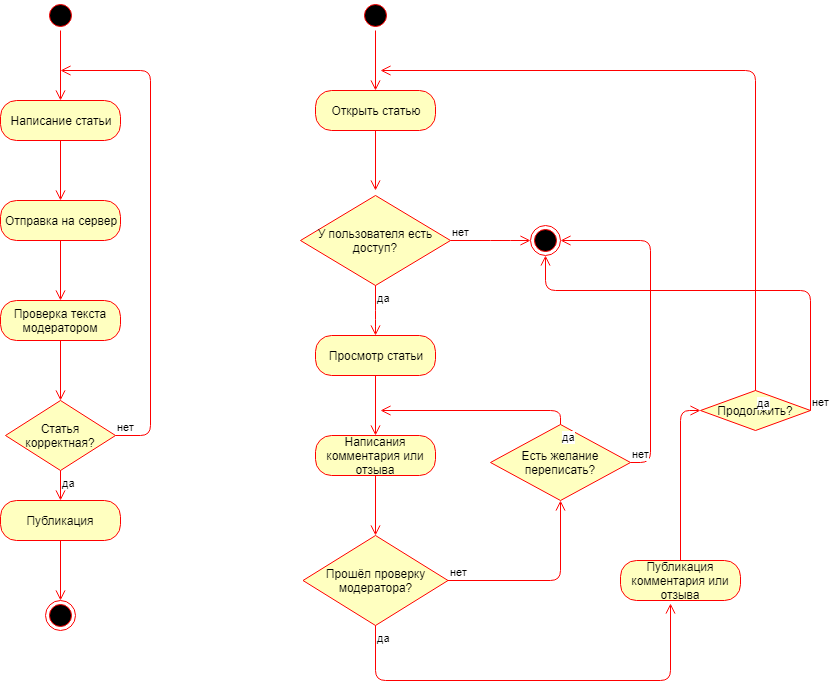 Написание статьи
Отправка на сервер
Проверка текста
модератором
Статья
корректная?
нет
да
Публикация
Открыть статью
У пользователя есть
доступ?
нет
да
Просмотр статьи
Написания
комментария или
отзыва
да
Есть желание
переписать?
нет
Прошёл проверку
модератора?
нет
да
Публикация
комментария или
отзыва
да
Продолжить?
нет